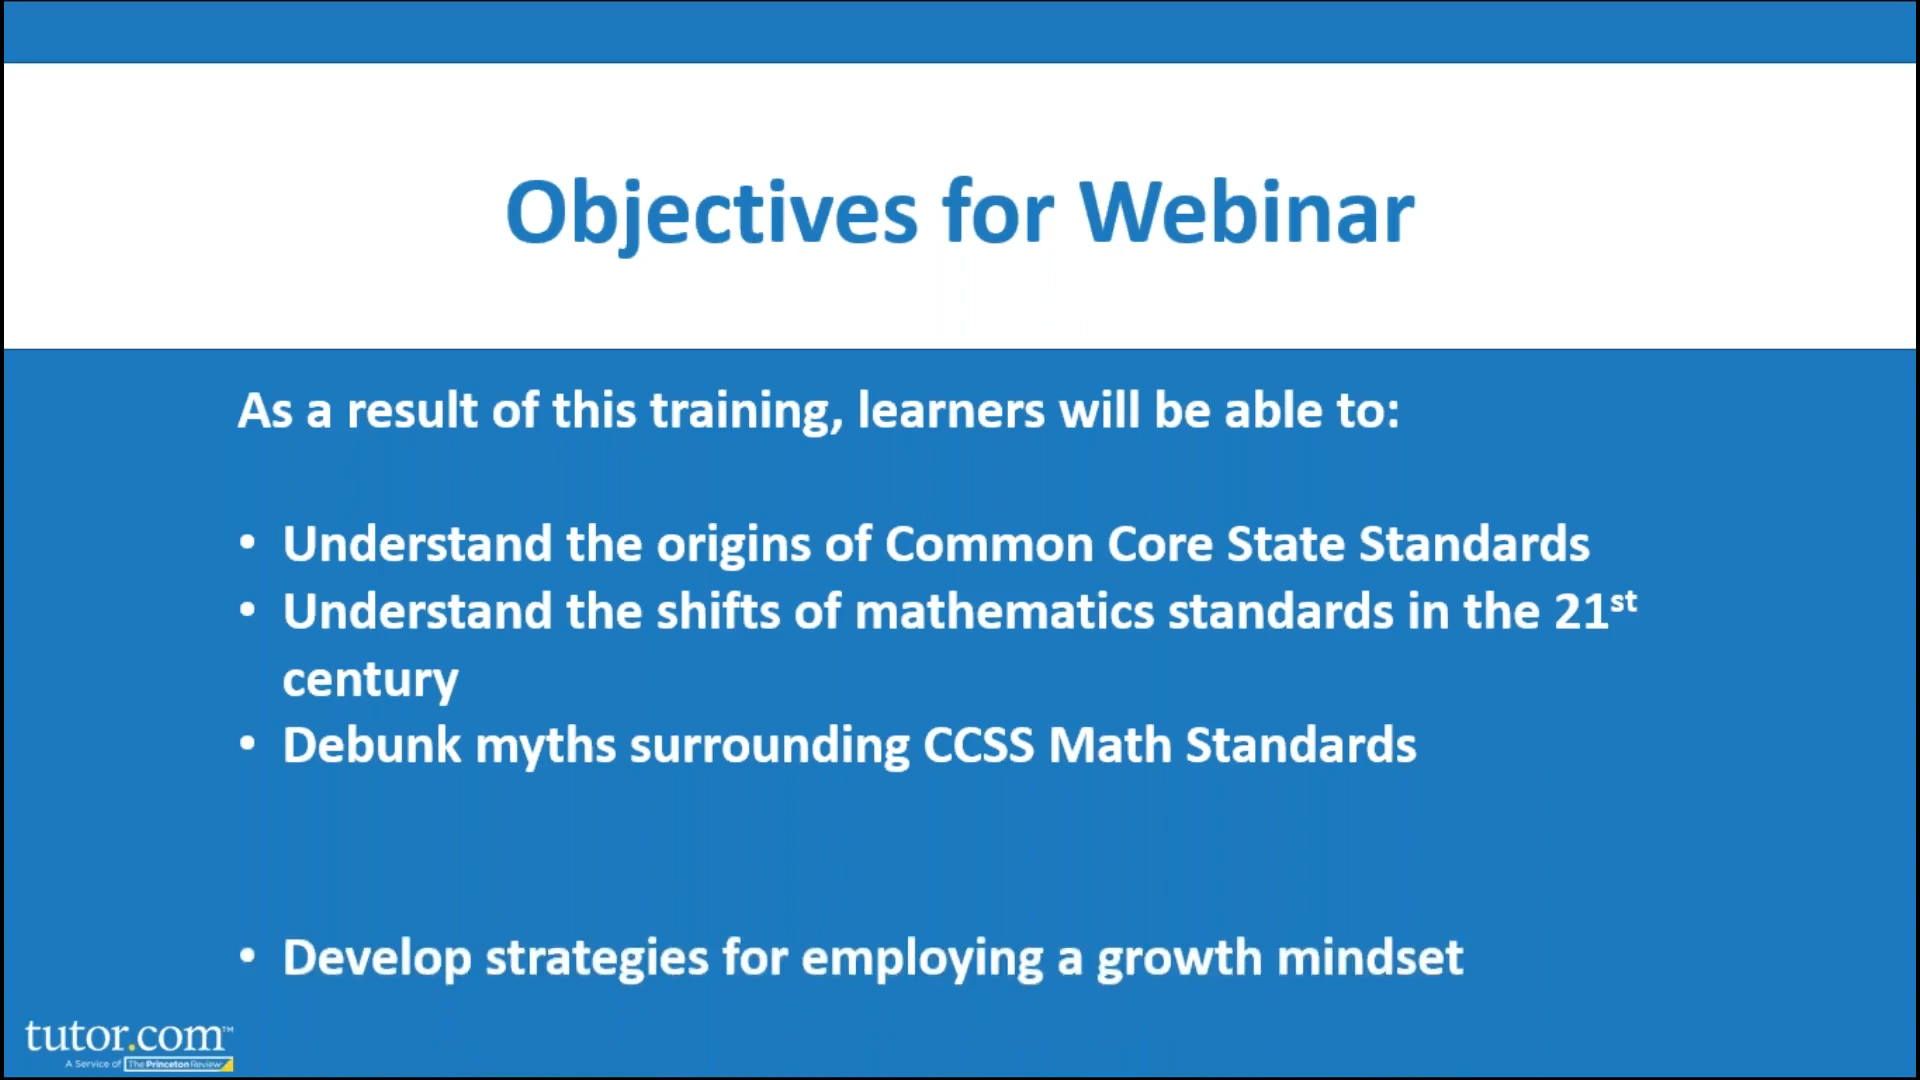 Objectives for Webinar
As a result of this training, learners will be able to:
• Understand the origins of Common Core State Standards
• Understand the shifts of mathematics standards in the 21st
century
• Debunk myths surrounding CCSS Math Standards
• Develop strategies for employing a growth mindset
tutor.com™
A Service of The Princeton Review